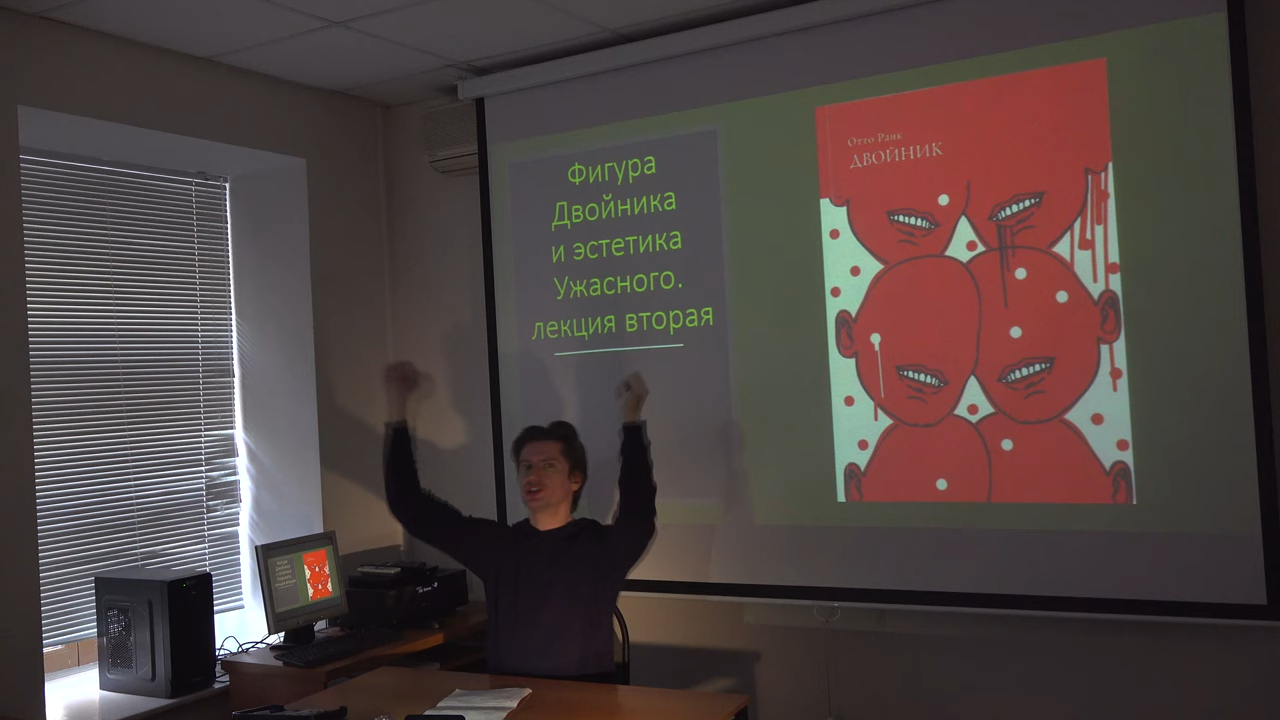 Фигура
Двойника
и эстетика
Ужасного.
лекция вторая
Отто Ранк
ДВОЙНИК